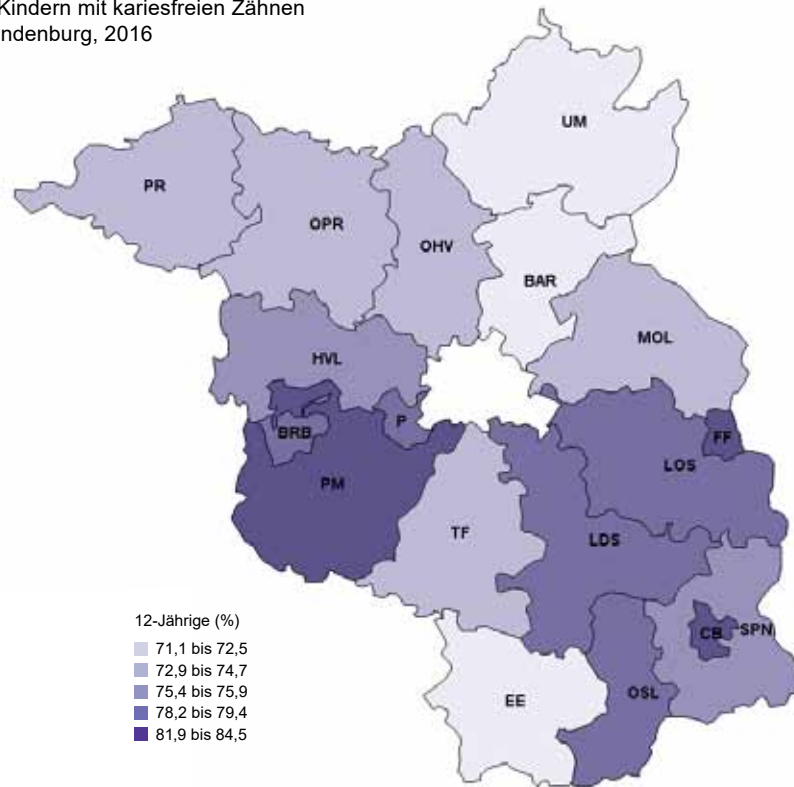 Kindern mit kariesfreien Zähnen
ndenburg, 2016
UM
PR
OPR
OHV
BAR
MOL
HVL
P
BRB
FF
LOS
PM
TF
LDS
CB
SPN
OSL
EE
12-Jährige (%)
71,1 bis 72,5
72,9 bis 74,7
75,4 bis 75,9
78,2 bis 79,4
81,9 bis 84,5